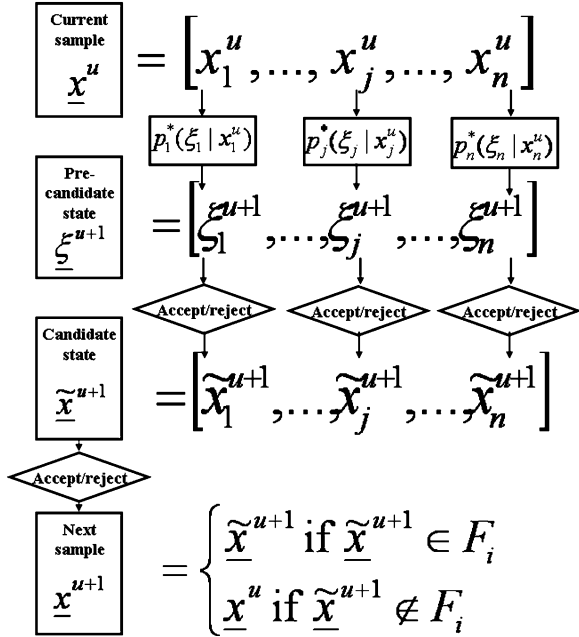 Current sample x^u = [x_1^u ,..., x_j^u ,..., x_n^u]
p_1^*(ξ_1 | x_1^u) p_j^*(ξ_j | x_j^u) p_n^*(ξ_n | x_n^u)
Pre-candidate state ξ^{u+1} = [ξ_1^{u+1} ,..., ξ_j^{u+1} ,..., ξ_n^{u+1}]
Accept/reject Accept/reject Accept/reject
Candidate state x̃^{u+1} = [x̃_1^{u+1} ,..., x̃_j^{u+1} ,..., x̃_n^{u+1}]
Accept/reject
Next sample x^{u+1} = { x̃^{u+1} if x̃^{u+1} ∈ F_i
x^u if x̃^{u+1} ∉ F_i